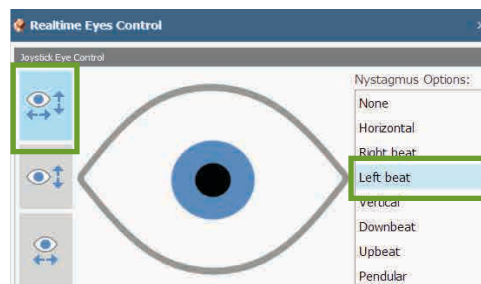 Realtime Eyes Control
Joystick Eye Control
Nystagmus Options:
None
Horizontal
Right beat
Left beat
Vertical
Downbeat
Upbeat
Pendular